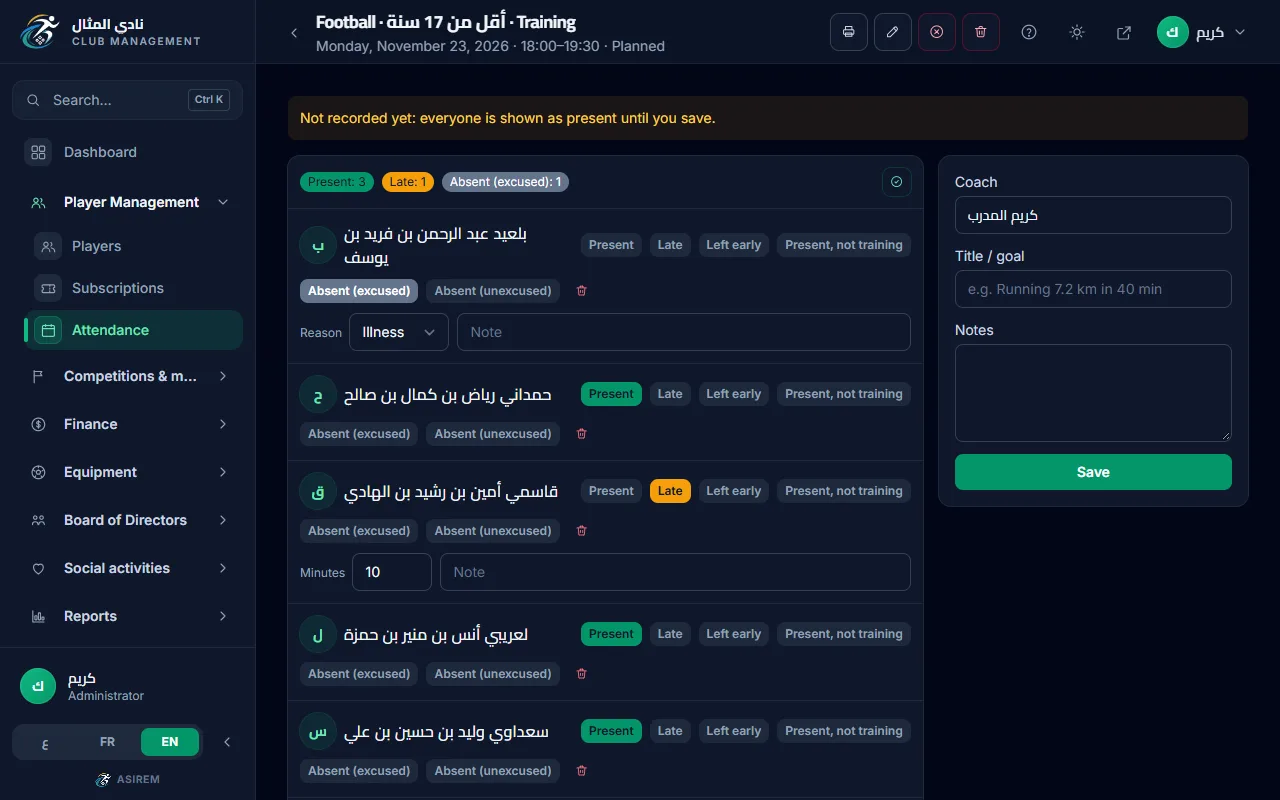 نادي المثال
CLUB MANAGEMENT
Search...
Ctrl K
Dashboard
Player Management
Players
Subscriptions
Attendance
Competitions & m...
Finance
Equipment
Board of Directors
Social activities
Reports
كريم
Administrator
ع
FR
EN
ASIREM
Football · أقل من 17 سنة · Training
Monday, November 23, 2026 · 18:00–19:30 · Planned
ك
كريم
Not recorded yet: everyone is shown as present until you save.
Present: 3
Late: 1
Absent (excused): 1
ب
بلعيد عبد الرحمن بن فريد بن
يوسف
Present
Late
Left early
Present, not training
Absent (excused)
Absent (unexcused)
Reason
Illness
Note
ح
حمداني رياض بن كمال بن صالح
Present
Late
Left early
Present, not training
Absent (excused)
Absent (unexcused)
ق
قاسمي أمين بن رشيد بن الهادي
Present
Late
Left early
Present, not training
Absent (excused)
Absent (unexcused)
Minutes
10
Note
ل
لعريبي أنس بن منير بن حمزة
Present
Late
Left early
Present, not training
Absent (excused)
Absent (unexcused)
س
سعداوي وليد بن حسين بن علي
Present
Late
Left early
Present, not training
Absent (excused)
Absent (unexcused)
Coach
كريم المدرب
Title / goal
e.g. Running 7.2 km in 40 min
Notes
Save
ك